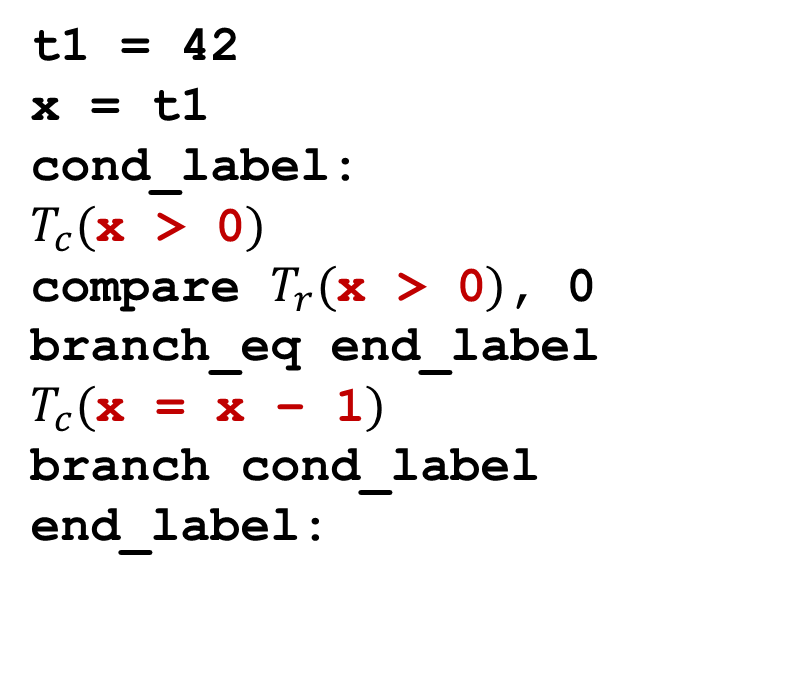 t1 = 42
x = t1
cond_label:
T_c(x > 0)
compare T_r(x > 0), 0
branch_eq end_label
T_c(x = x - 1)
branch cond_label
end_label: